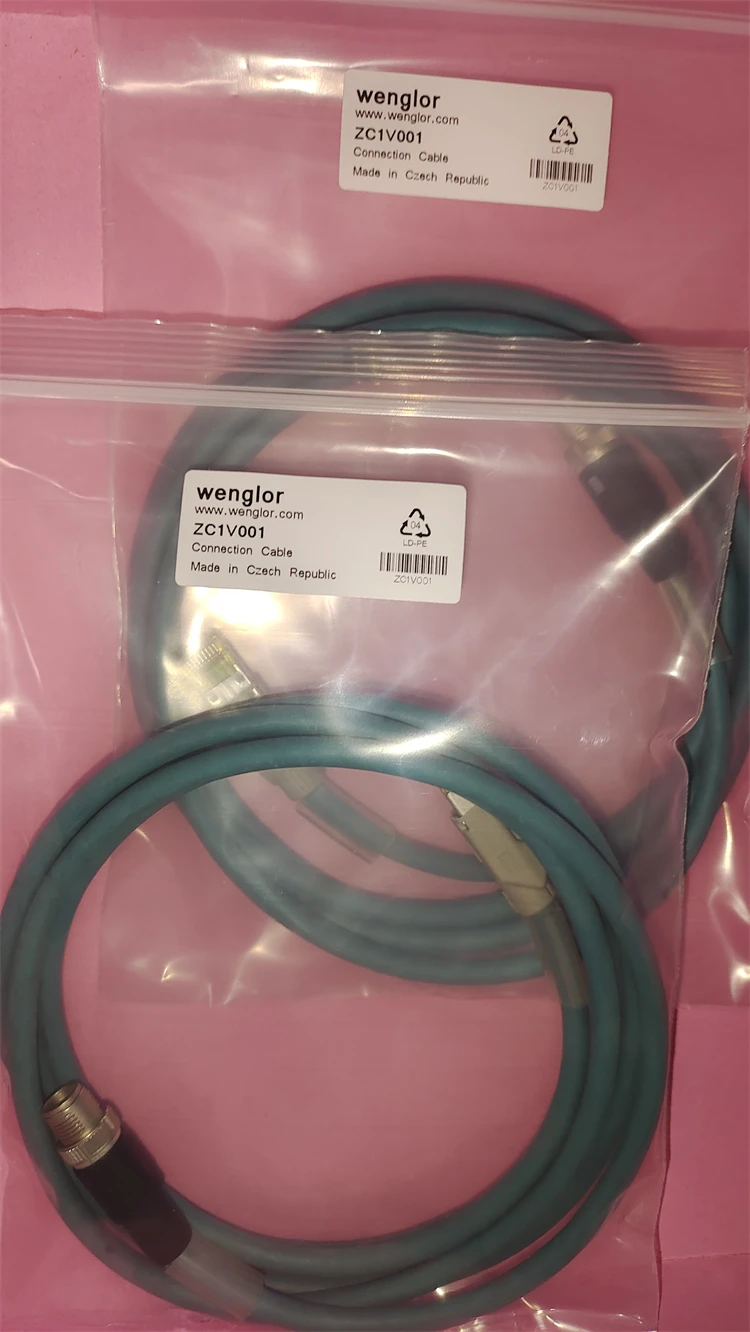 wenglor
www.wenglor.com
ZC1V001
Connection Cable
Made in Czech Republic
04
LD-PE
ZC1V001
wenglor
www.wenglor.com
ZC1V001
Connection Cable
Made in Czech Republic
04
LD-PE
ZC1V001